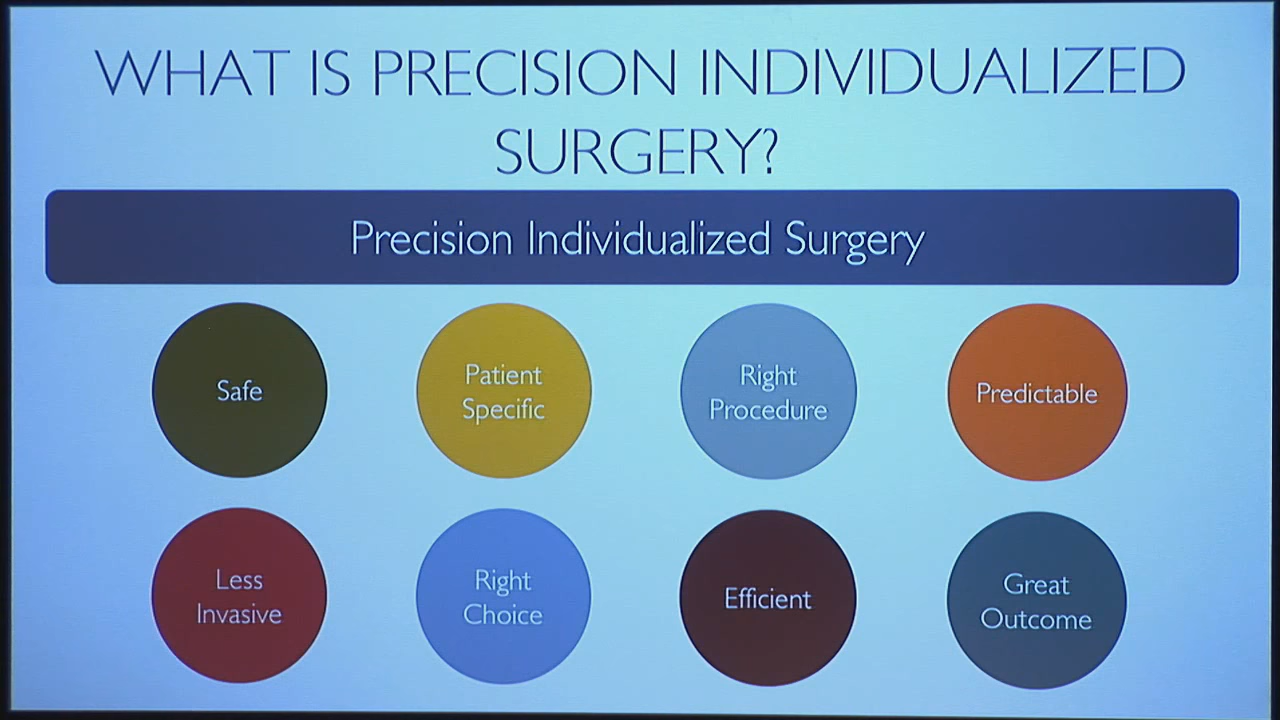 WHAT IS PRECISION INDIVIDUALIZED
SURGERY?
Precision Individualized Surgery
Safe
Patient
Specific
Right
Procedure
Predictable
Less
Invasive
Right
Choice
Efficient
Great
Outcome